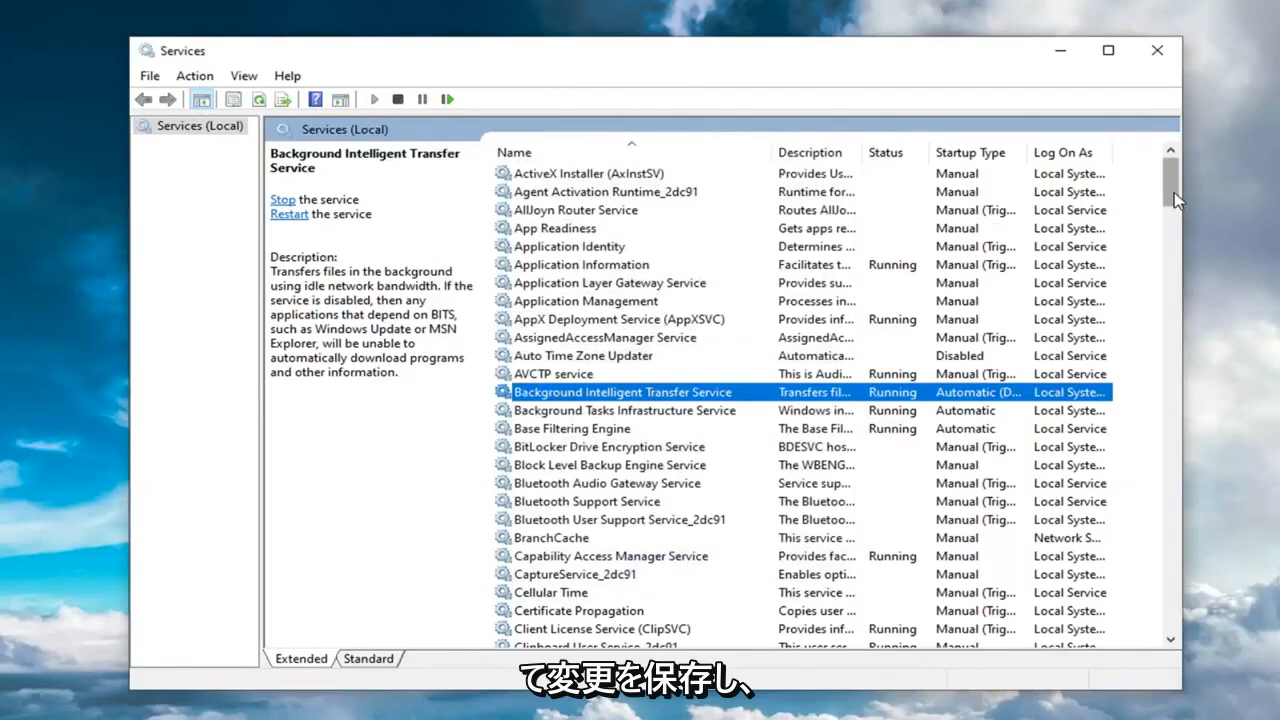 Services
File Action View Help
Services (Local)
Services (Local)
Background Intelligent Transfer
Service
Stop the service
Restart the service
Description:
Transfers files in the background
using idle network bandwidth. If the
service is disabled, then any
applications that depend on BITS,
such as Windows Update or MSN
Explorer, will be unable to
automatically download programs
and other information.
Name Description Status Startup Type Log On As
ActiveX Installer (AxInstSV) Provides Us... Manual Local Syste...
Agent Activation Runtime_2dc91 Runtime for... Manual Local Syste...
AllJoyn Router Service Routes AllJo... Manual (Trig... Local Service
App Readiness Gets apps re... Manual Local Syste...
Application Identity Determines ... Manual (Trig... Local Service
Application Information Facilitates t... Running Manual (Trig... Local Syste...
Application Layer Gateway Service Provides su... Manual Local Service
Application Management Processes in... Manual Local Syste...
AppX Deployment Service (AppXSVC) Provides inf... Running Manual Local Syste...
AssignedAccessManager Service AssignedAc... Manual (Trig... Local Syste...
Auto Time Zone Updater Automatica... Disabled Local Service
AVCTP service This is Audi... Running Manual (Trig... Local Service
Background Intelligent Transfer Service Transfers fil... Running Automatic (D... Local Syste...
Background Tasks Infrastructure Service Windows in... Running Automatic Local Syste...
Base Filtering Engine The Base Fil... Running Automatic Local Service
BitLocker Drive Encryption Service BDESVC hos... Manual (Trig... Local Syste...
Block Level Backup Engine Service The WBENG... Manual Local Syste...
Bluetooth Audio Gateway Service Service sup... Manual (Trig... Local Service
Bluetooth Support Service The Bluetoo... Manual (Trig... Local Service
Bluetooth User Support Service_2dc91 The Bluetoo... Manual (Trig... Local Syste...
BranchCache This service ... Manual Network S...
Capability Access Manager Service Provides fac... Running Manual Local Syste...
CaptureService_2dc91 Enables opti... Manual Local Syste...
Cellular Time This service ... Manual (Trig... Local Service
Certificate Propagation Copies user ... Manual (Trig... Local Syste...
Client License Service (ClipSVC) Provides inf... Running Manual (Trig... Local Syste...
Clipboard User Service_2dc91 This user ser... Running Manual Local Syste...
Extended Standard
て変更を保存し、